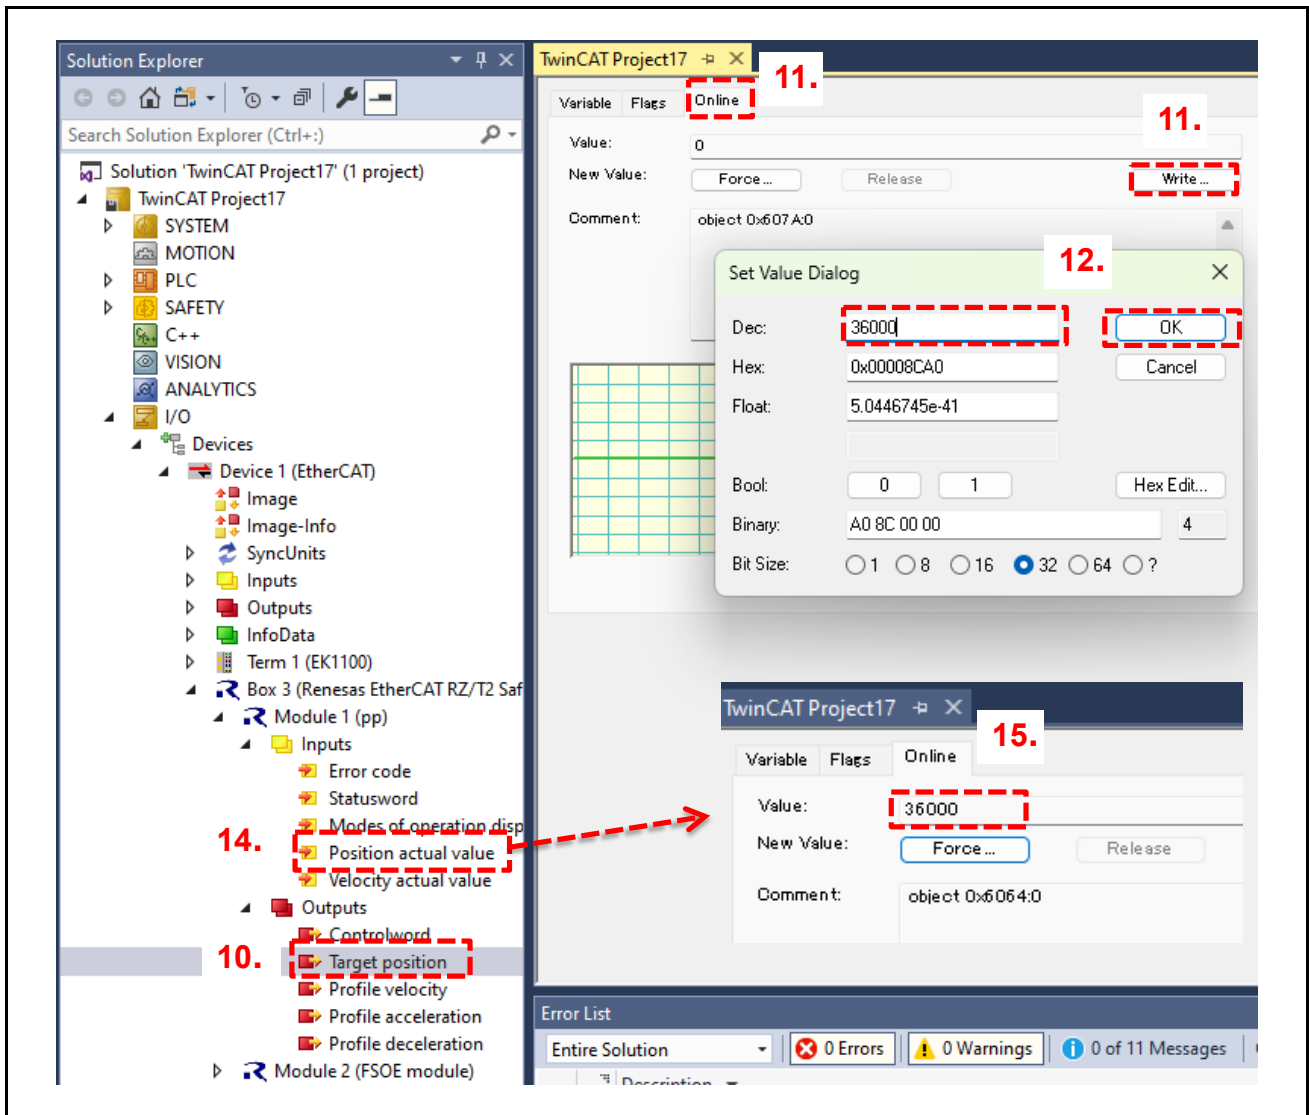 Solution Explorer
Search Solution Explorer (Ctrl+:)
Solution 'TwinCAT Project17' (1 project)
TwinCAT Project17
SYSTEM
MOTION
PLC
SAFETY
C++
VISION
ANALYTICS
I/O
Devices
Device 1 (EtherCAT)
Image
Image-Info
SyncUnits
Inputs
Outputs
InfoData
Term 1 (EK1100)
Box 3 (Renesas EtherCAT RZ/T2 Saf
Module 1 (pp)
Inputs
Error code
Statusword
Modes of operation disp
14.
Position actual value
Velocity actual value
Outputs
Controlword
10.
Target position
Profile velocity
Profile acceleration
Profile deceleration
Module 2 (FSOE module)
TwinCAT Project17
11.
Variable Flags Online
11.
Value: 0
New Value: Force... Release Write...
Comment: object 0x607A:0
12.
Set Value Dialog
Dec: 36000 OK
Hex: 0x00008CA0 Cancel
Float: 5.0446745e-41
Bool: 0 1 Hex Edit...
Binary: A0 8C 00 00 4
Bit Size: 1 8 16 32 64 ?
TwinCAT Project17
15.
Variable Flags Online
Value: 36000
New Value: Force... Release
Comment: object 0x6064:0
Error List
Entire Solution 0 Errors 0 Warnings 0 of 11 Messages
Description